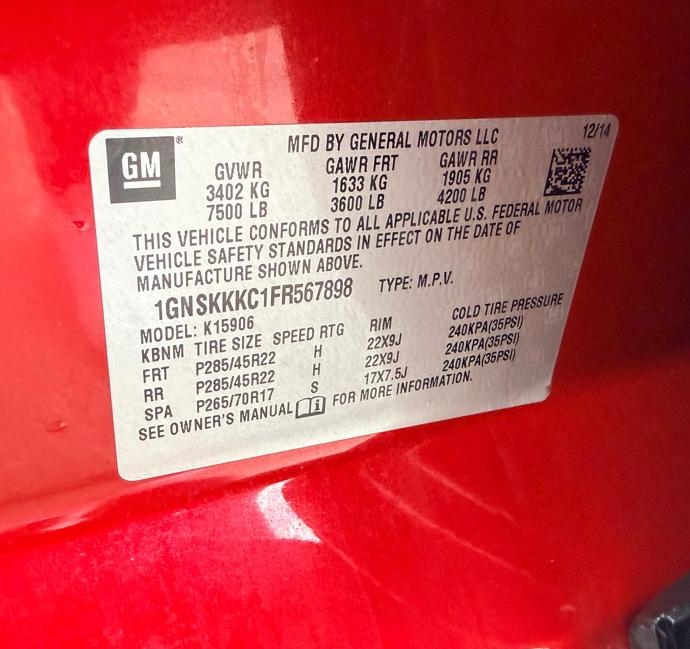 GM®
MFD BY GENERAL MOTORS LLC 12/14
GVWR GAWR FRT GAWR RR
3402 KG 1633 KG 1905 KG
7500 LB 3600 LB 4200 LB
THIS VEHICLE CONFORMS TO ALL APPLICABLE U.S. FEDERAL MOTOR
VEHICLE SAFETY STANDARDS IN EFFECT ON THE DATE OF
MANUFACTURE SHOWN ABOVE.
1GNSKKKC1FR567898 TYPE: M.P.V.
MODEL: K15906
KBNM TIRE SIZE SPEED RTG RIM COLD TIRE PRESSURE
FRT P285/45R22 H 22X9J 240KPA(35PSI)
RR P285/45R22 H 22X9J 240KPA(35PSI)
SPA P265/70R17 S 17X7.5J 240KPA(35PSI)
SEE OWNER'S MANUAL FOR MORE INFORMATION.